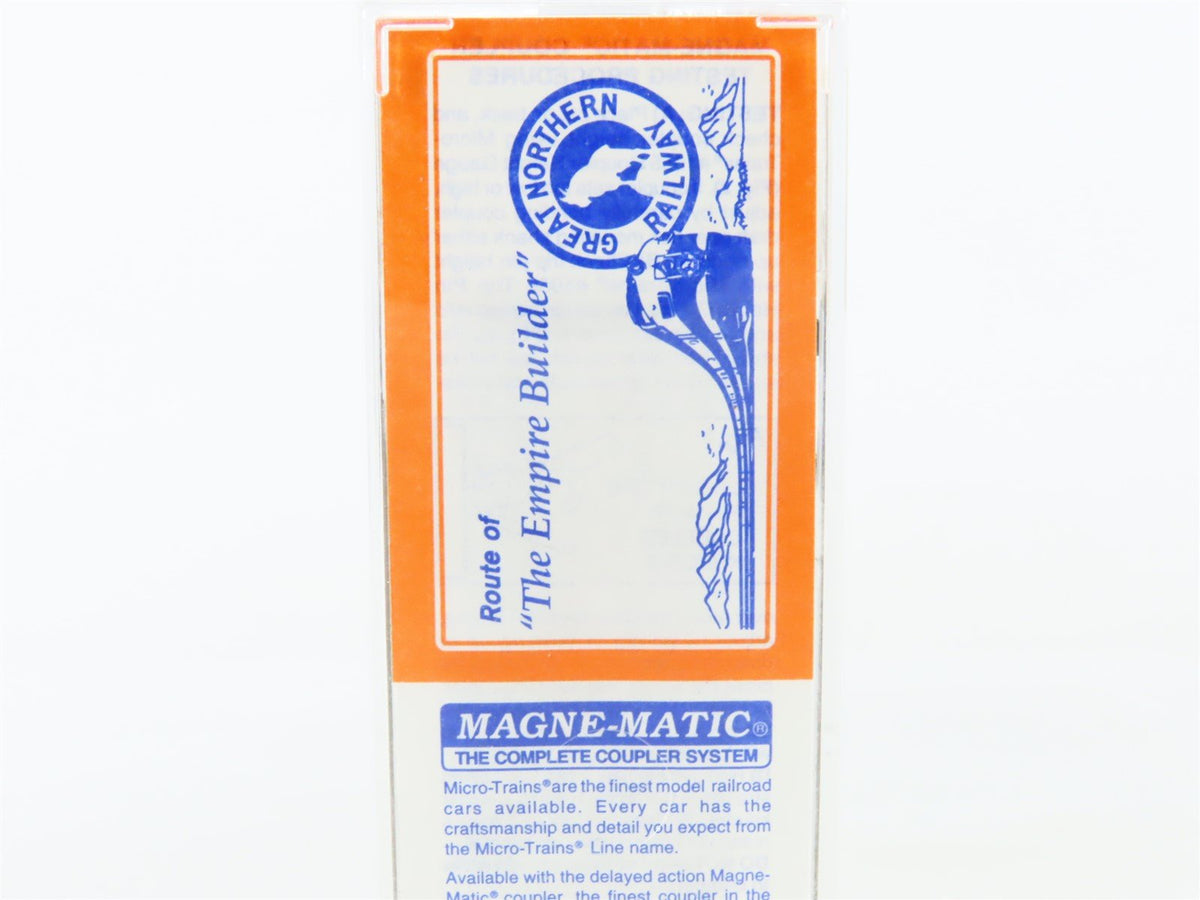 GREAT NORTHERN
RAILWAY
Route of
"The Empire Builder"
MAGNE-MATIC®
THE COMPLETE COUPLER SYSTEM
Micro-Trains® are the finest model railroad
cars available. Every car has the
craftsmanship and detail you expect from
the Micro-Trains® Line name.
Available with the delayed action Magne-
Matic® coupler, the finest coupler in the